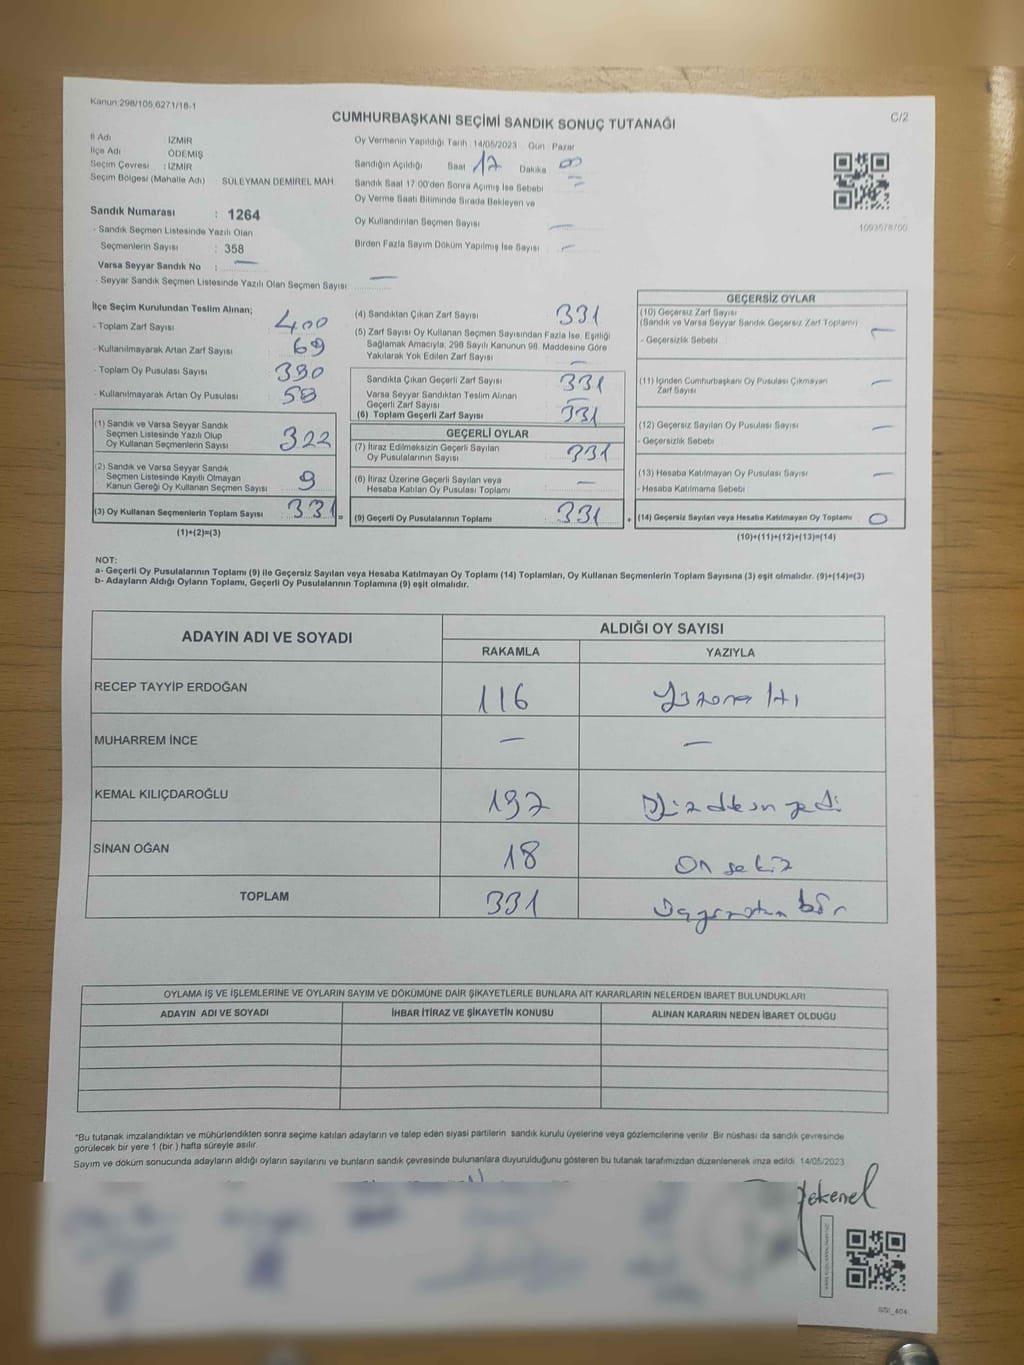 Kanun:298/105,6271/18-1
CUMHURBAŞKANI SEÇİMİ SANDIK SONUÇ TUTANAĞI
C/2
İl Adı İZMİR
İlçe Adı ÖDEMİŞ
Seçim Çevresi : İZMİR
Seçim Bölgesi (Mahalle Adı) SÜLEYMAN DEMİREL MAH.
Sandık Numarası : 1264
- Sandık Seçmen Listesinde Yazılı Olan
Seçmenlerin Sayısı : 358
Varsa Seyyar Sandık No : —
- Seyyar Sandık Seçmen Listesinde Yazılı Olan Seçmen Sayısı: —
Oy Vermenin Yapıldığı Tarih : 14/05/2023 Gün : Pazar
Sandığın Açıldığı Saat 17 Dakika
Sandık Saat 17:00'den Sonra Açımış İse Sebebi
Oy Verme Saati Bitiminde Sırada Bekleyen ve
Oy Kullandırılan Seçmen Sayısı : —
Birden Fazla Sayım Döküm Yapılmış İse Sayısı : —
1093578700
İlçe Seçim Kurulundan Teslim Alınan;
- Toplam Zarf Sayısı : 400
- Kullanılmayarak Artan Zarf Sayısı : 69
- Toplam Oy Pusulası Sayısı : 390
- Kullanılmayarak Artan Oy Pusulası : 58
(1) Sandık ve Varsa Seyyar Sandık
Seçmen Listesinde Yazılı Olup
Oy Kullanan Seçmenlerin Sayısı : 322
(2) Sandık ve Varsa Seyyar Sandık
Seçmen Listesinde Kayıtlı Olmayan
Kanun Gereği Oy Kullanan Seçmen Sayısı : 9
(3) Oy Kullanan Seçmenlerin Toplam Sayısı : 331 =
(1)+(2)=(3)
(4) Sandıktan Çıkan Zarf Sayısı : 331
(5) Zarf Sayısı Oy Kullanan Seçmen Sayısından Fazla İse, Eşitliği
Sağlamak Amacıyla, 298 Sayılı Kanunun 98. Maddesine Göre
Yakılarak Yok Edilen Zarf Sayısı : —
Sandıkta Çıkan Geçerli Zarf Sayısı : 331
Varsa Seyyar Sandıktan Teslim Alınan
Geçerli Zarf Sayısı : —
(6) Toplam Geçerli Zarf Sayısı : 331
GEÇERLİ OYLAR
(7) İtiraz Edilmeksizin Geçerli Sayılan
Oy Pusulalarının Sayısı : 331
(8) İtiraz Üzerine Geçerli Sayılan veya
Hesaba Katılan Oy Pusulası Toplamı : —
(9) Geçerli Oy Pusulalarının Toplamı : 331 +
GEÇERSİZ OYLAR
(10) Geçersiz Zarf Sayısı
(Sandık ve Varsa Seyyar Sandık Geçersiz Zarf Toplamı) : —
- Geçersizlik Sebebi :
(11) İçinden Cumhurbaşkanı Oy Pusulası Çıkmayan
Zarf Sayısı : —
(12) Geçersiz Sayılan Oy Pusulası Sayısı : —
- Geçersizlik Sebebi :
(13) Hesaba Katılmayan Oy Pusulası Sayısı : —
- Hesaba Katılmama Sebebi :
(14) Geçersiz Sayılan veya Hesaba Katılmayan Oy Toplamı : 0
(10)+(11)+(12)+(13)=(14)
NOT:
a- Geçerli Oy Pusulalarının Toplamı (9) ile Geçersiz Sayılan veya Hesaba Katılmayan Oy Toplamı (14) Toplamları, Oy Kullanan Seçmenlerin Toplam Sayısına (3) eşit olmalıdır. (9)+(14)=(3)
b- Adayların Aldığı Oyların Toplamı, Geçerli Oy Pusulalarının Toplamına (9) eşit olmalıdır.
ADAYIN ADI VE SOYADI
ALDIĞI OY SAYISI
RAKAMLA YAZIYLA
RECEP TAYYİP ERDOĞAN 116
MUHARREM İNCE — —
KEMAL KILIÇDAROĞLU 197
SİNAN OĞAN 18 On sekiz
TOPLAM 331
OYLAMA İŞ VE İŞLEMLERİNE VE OYLARIN SAYIM VE DÖKÜMÜNE DAİR ŞİKAYETLERLE BUNLARA AİT KARARLARIN NELERDEN İBARET BULUNDUKLARI
ADAYIN ADI VE SOYADI İHBAR İTİRAZ VE ŞİKAYETİN KONUSU ALINAN KARARIN NEDEN İBARET OLDUĞU
*Bu tutanak imzalandıktan ve mühürlendikten sonra seçime katılan adayların ve talep eden siyasi partilerin sandık kurulu üyelerine veya gözlemcilerine verilir. Bir nüshası da sandık çevresinde
görülecek bir yere 1 (bir ) hafta süreyle asılır.
Sayım ve döküm sonucunda adayların aldığı oyların sayılarını ve bunların sandık çevresinde bulunanlara duyurulduğunu gösteren bu tutanak tarafımızdan düzenlenerek imza edildi. 14/05/2023